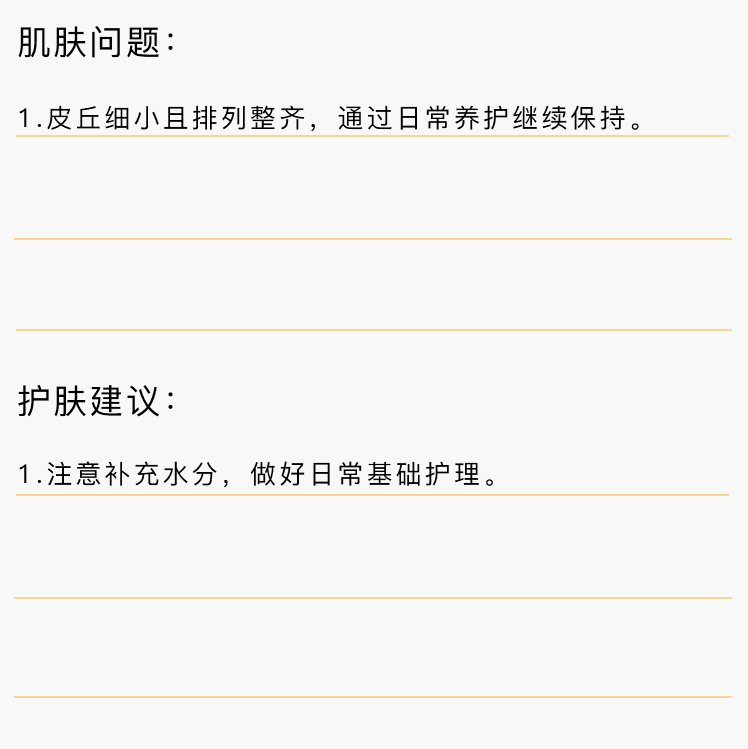 肌肤问题：
1.皮丘细小且排列整齐，通过日常养护继续保持。
护肤建议：
1.注意补充水分，做好日常基础护理。